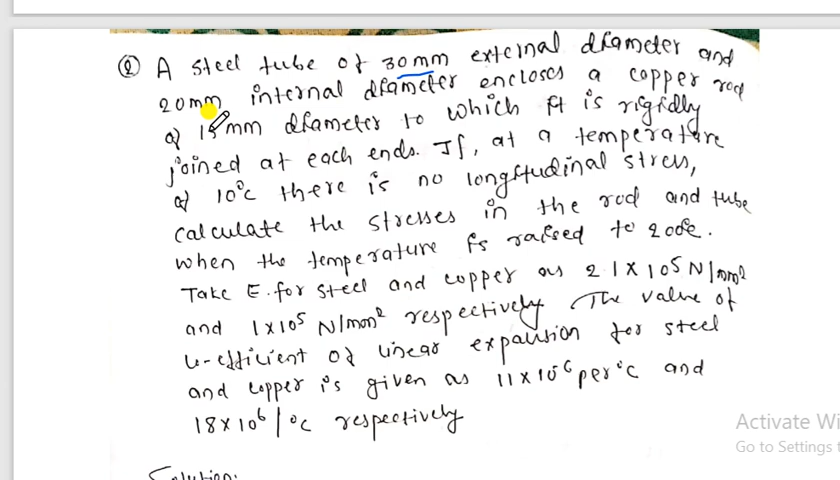 ② A steel tube of 30mm external diameter and
20mm internal diameter encloses a copper rod
of 15mm diameter to which it is rigidly
joined at each ends. If, at a temperature
of 10°C there is no longitudinal stress,
calculate the stresses in the rod and tube
when the temperature is raised to 200°C.
Take E for steel and copper as 2.1×10⁵ N/mm²
and 1×10⁵ N/mm² respectively. The value of
co-efficient of linear expansion for steel
and copper is given as 11×10⁻⁶ per °C and
18×10⁻⁶/°C respectively
Solution:
Activate Wi
Go to Settings t